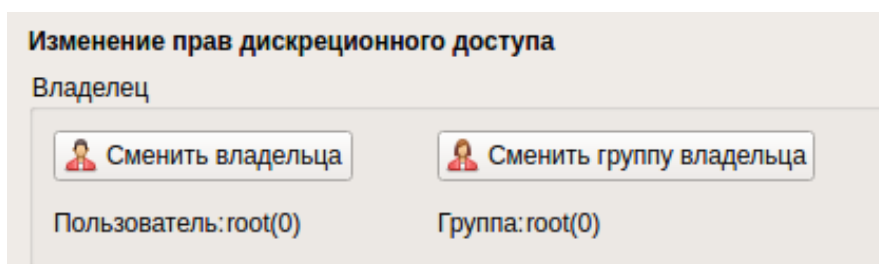 Изменение прав дискреционного доступа
Владелец
Сменить владельца Сменить группу владельца
Пользователь:root(0) Группа:root(0)